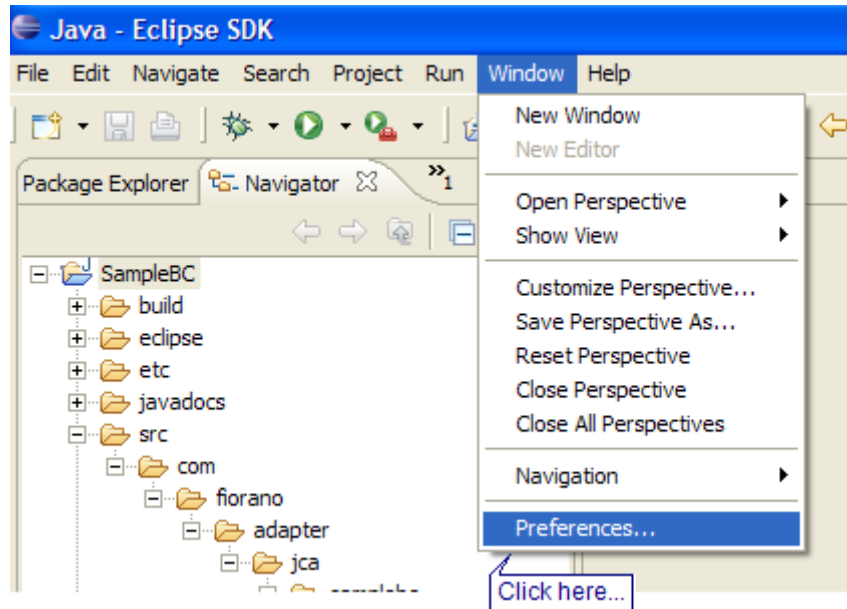 Java - Eclipse SDK
File Edit Navigate Search Project Run Window Help
New Window
New Editor
Open Perspective
Show View
Customize Perspective...
Save Perspective As...
Reset Perspective
Close Perspective
Close All Perspectives
Navigation
Preferences...
Click here...
Package Explorer Navigator »1
SampleBC
build
eclipse
etc
javadocs
src
com
fiorano
adapter
jca